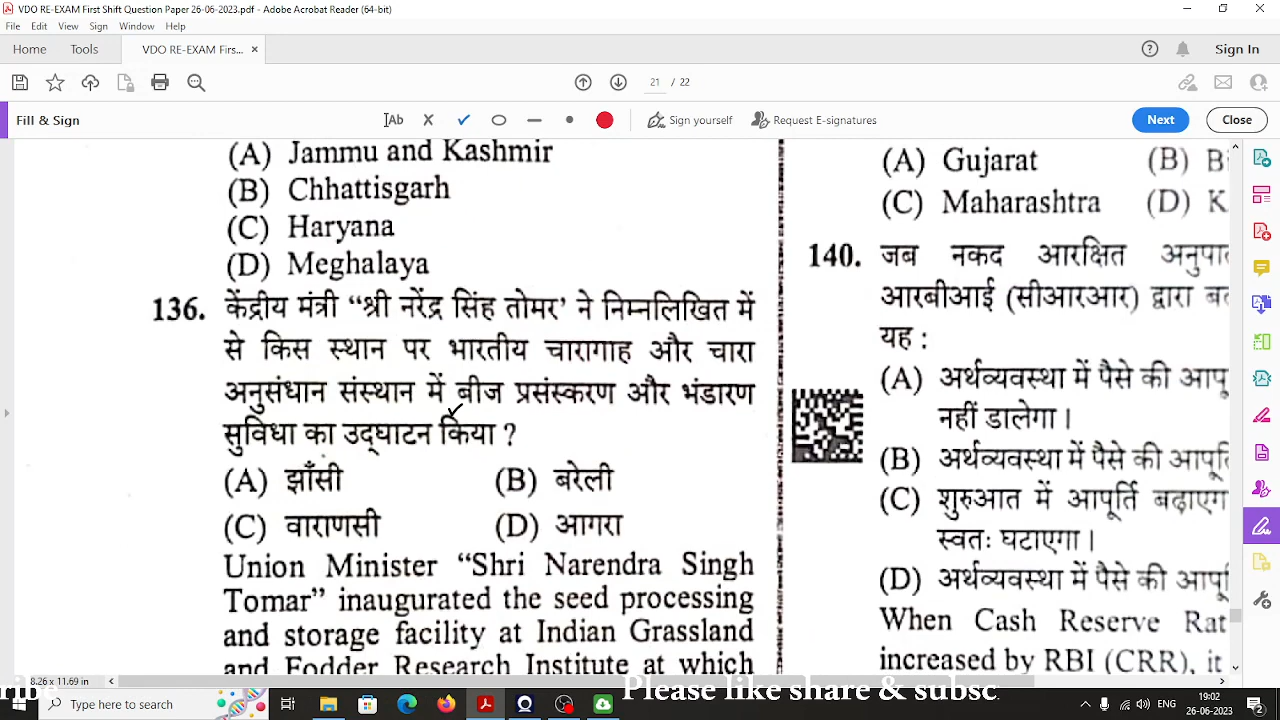 VDO RE-EXAM First Shift Question Paper 26-06-2023.pdf - Adobe Acrobat Reader (64-bit)
File Edit View Sign Window Help
Home Tools VDO RE-EXAM Firs... × Sign In
21 / 22
Fill & Sign Ab Sign yourself Request E-signatures Next Close
(A) Jammu and Kashmir
(B) Chhattisgarh
(C) Haryana
(D) Meghalaya
136. केंद्रीय मंत्री “श्री नरेंद्र सिंह तोमर’ ने निम्नलिखित में
से किस स्थान पर भारतीय चारागाह और चारा
अनुसंधान संस्थान में बीज प्रसंस्करण और भंडारण
सुविधा का उद्घाटन किया ?
(A) झाँसी (B) बरेली
(C) वाराणसी (D) आगरा
Union Minister “Shri Narendra Singh
Tomar” inaugurated the seed processing
and storage facility at Indian Grassland
and Fodder Research Institute at which
(A) Gujarat (B) B
(C) Maharashtra (D) K
140. जब नकद आरक्षित
आरबीआई (सीआरआर) द्वारा
यह :
(A) अर्थव्यवस्था में पैसे की
नहीं डालेगा।
(B) अर्थव्यवस्था में पैसे की
(C) शुरुआत में आपूर्ति
स्वतः घटाएगा।
(D) अर्थव्यवस्था में पैसे की
When Cash Reserve Rat
increased by RBI (CRR), it
8.26 x 11.69 in
ribe Please like share & subsc
Type here to search
19:02
26-06-2023